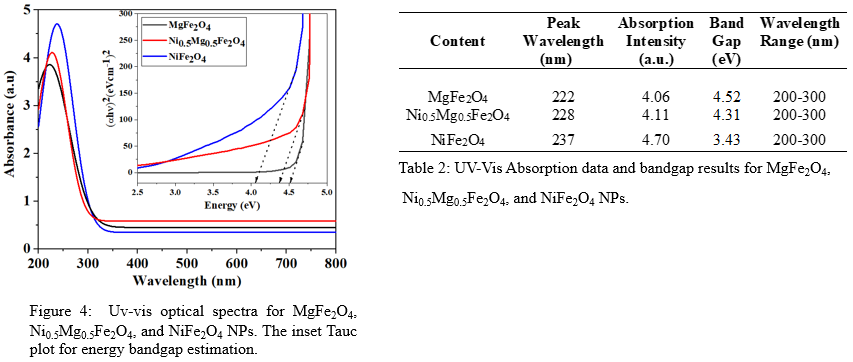 5
4
3
2
1
0
Absorbance (a.u)
200 300 400 500 600 700 800
Wavelength (nm)
300
250
200
150
100
50
0
(αhν)²(eVcm⁻¹)²
MgFe₂O₄
Ni₀.₅Mg₀.₅Fe₂O₄
NiFe₂O₄
2.5 3.0 3.5 4.0 4.5 5.0
Energy (eV)
Figure 4: Uv-vis optical spectra for MgFe₂O₄,
Ni₀.₅Mg₀.₅Fe₂O₄, and NiFe₂O₄ NPs. The inset Tauc
plot for energy bandgap estimation.
Content Peak Wavelength (nm) Absorption Intensity (a.u.) Band Gap (eV) Wavelength Range (nm)
MgFe₂O₄ 222 4.06 4.52 200-300
Ni₀.₅Mg₀.₅Fe₂O₄ 228 4.11 4.31 200-300
NiFe₂O₄ 237 4.70 3.43 200-300
Table 2: UV-Vis Absorption data and bandgap results for MgFe₂O₄,
Ni₀.₅Mg₀.₅Fe₂O₄, and NiFe₂O₄ NPs.